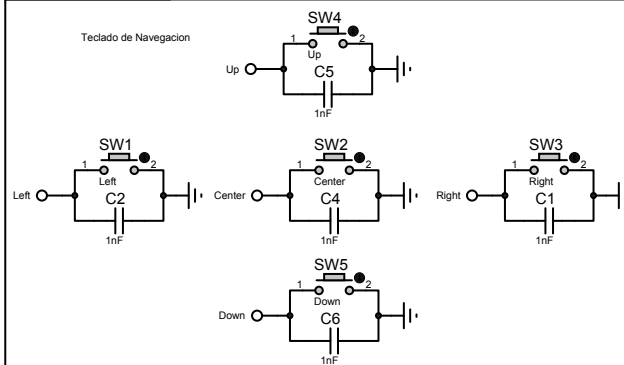 SW4
Teclado de Navegacion
1 2
Up
Up
C5
1nF
SW1
1 2
Left
Left
C2
1nF
SW2
1 2
Center
Center
C4
1nF
SW3
1 2
Right
Right
C1
1nF
SW5
1 2
Down
Down
C6
1nF